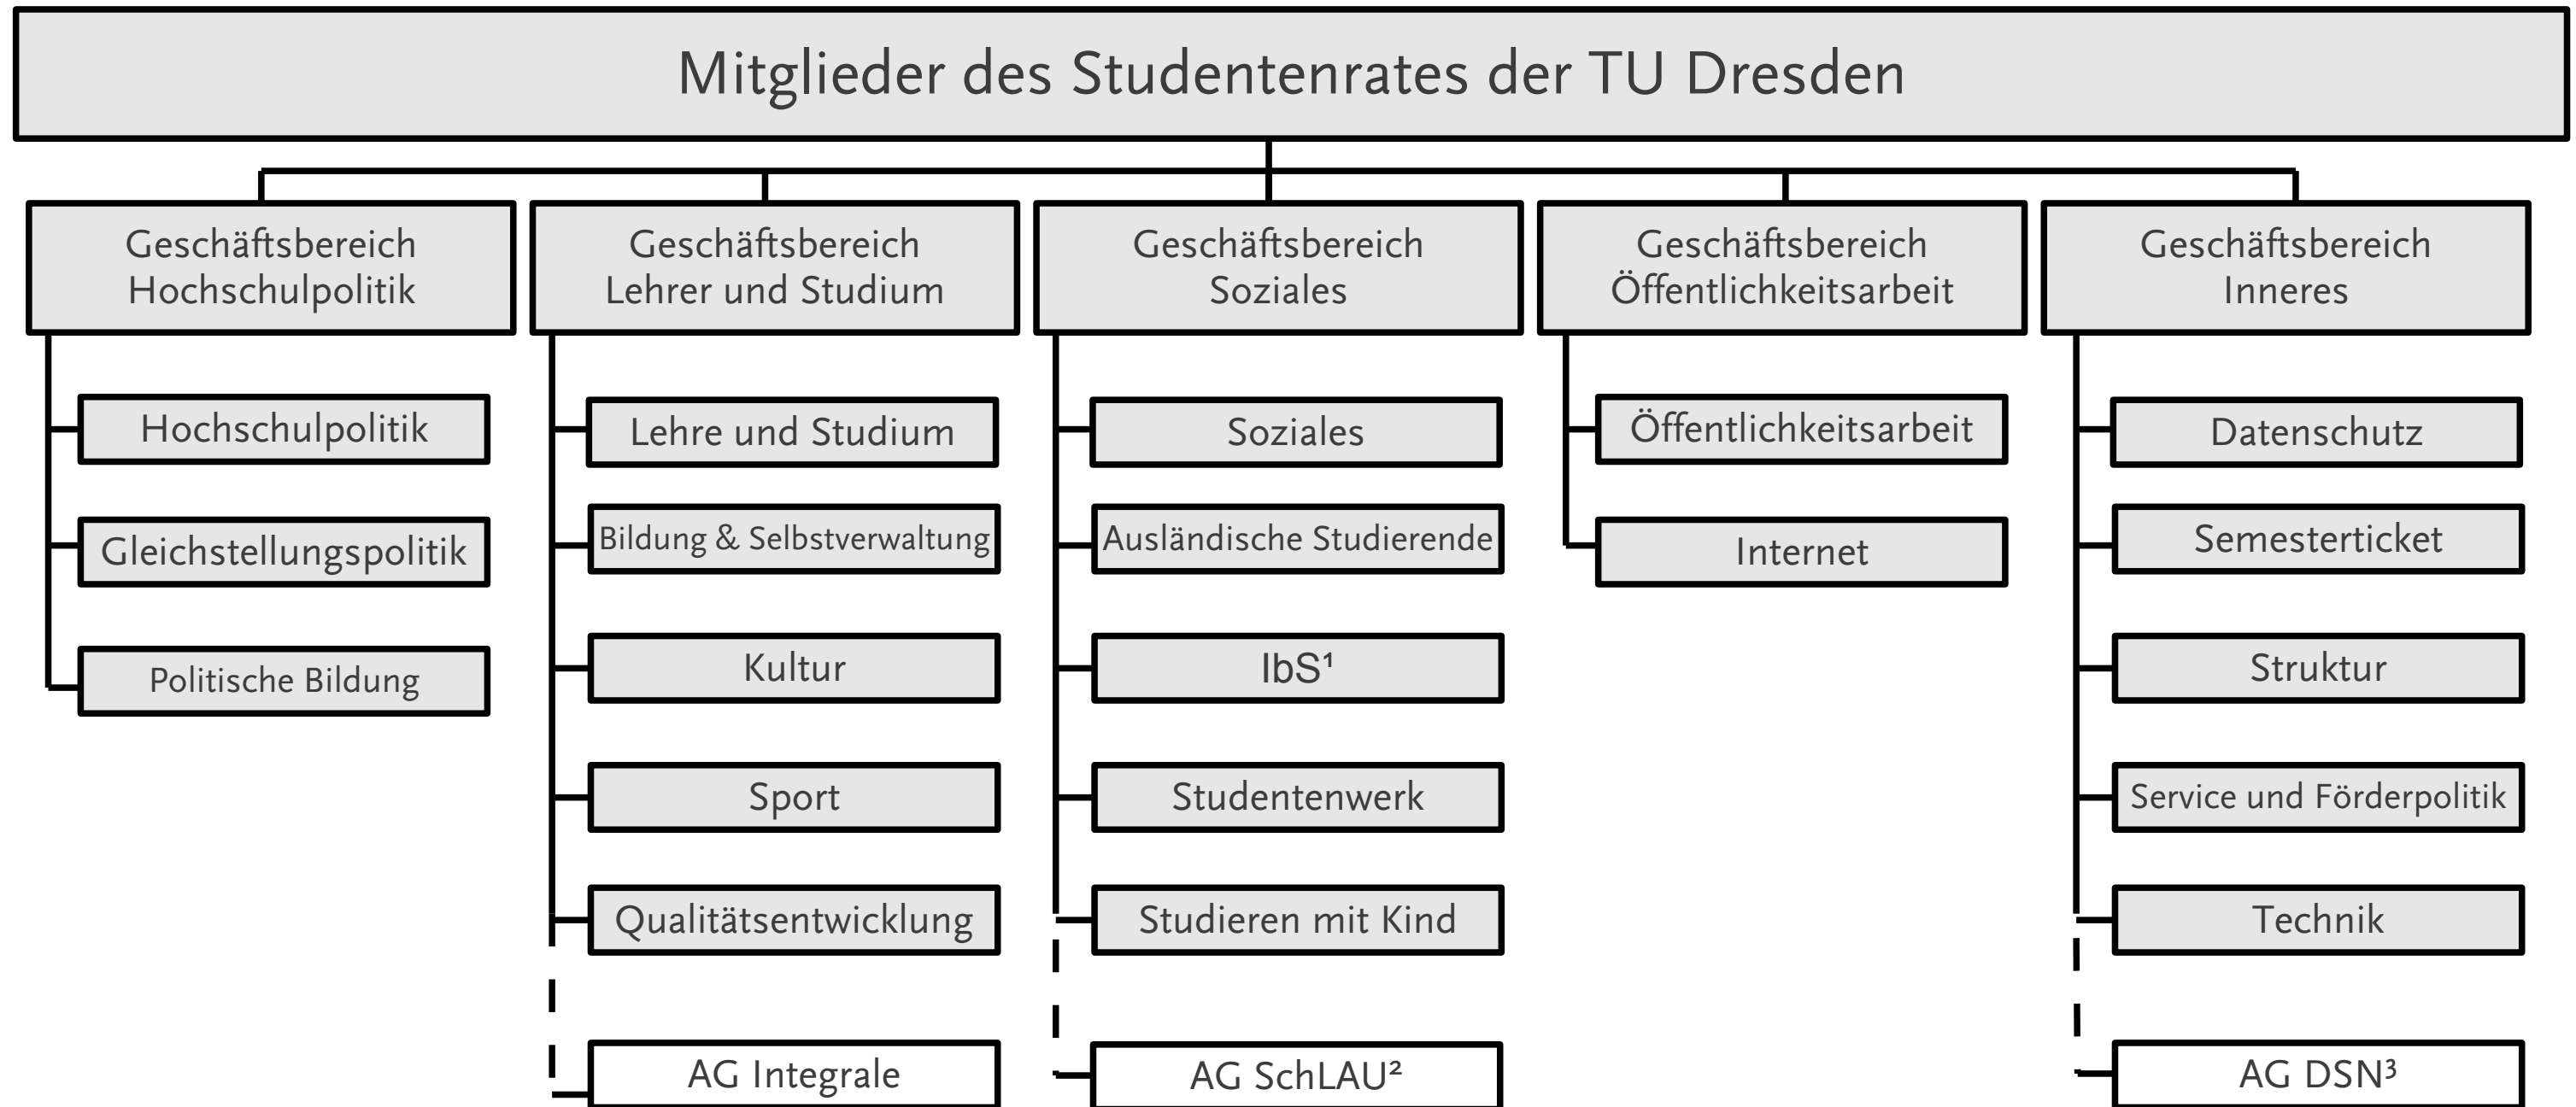 Mitglieder des Studentenrates der TU Dresden
Geschäftsbereich
Hochschulpolitik
Hochschulpolitik
Gleichstellungspolitik
Politische Bildung
Geschäftsbereich
Lehrer und Studium
Lehre und Studium
Bildung & Selbstverwaltung
Kultur
Sport
Qualitätsentwicklung
AG Integrale
Geschäftsbereich
Soziales
Soziales
Ausländische Studierende
IbS¹
Studentenwerk
Studieren mit Kind
AG SchLAU²
Geschäftsbereich
Öffentlichkeitsarbeit
Öffentlichkeitsarbeit
Internet
Geschäftsbereich
Inneres
Datenschutz
Semesterticket
Struktur
Service und Förderpolitik
Technik
AG DSN³